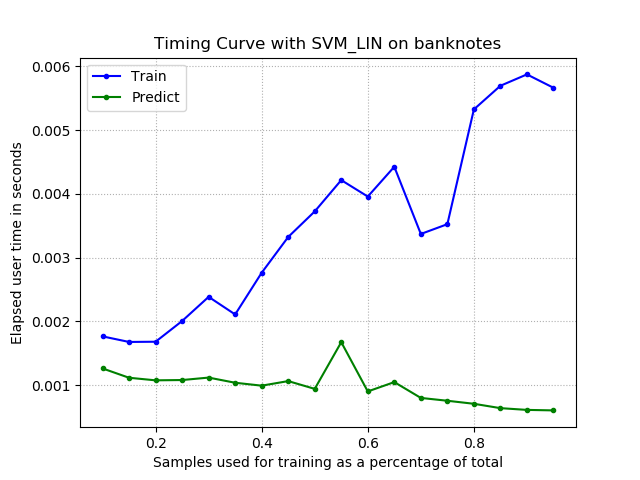 Timing Curve with SVM_LIN on banknotes
Train
Predict
0.006
0.005
0.004
0.003
0.002
0.001
Elapsed user time in seconds
0.2 0.4 0.6 0.8
Samples used for training as a percentage of total